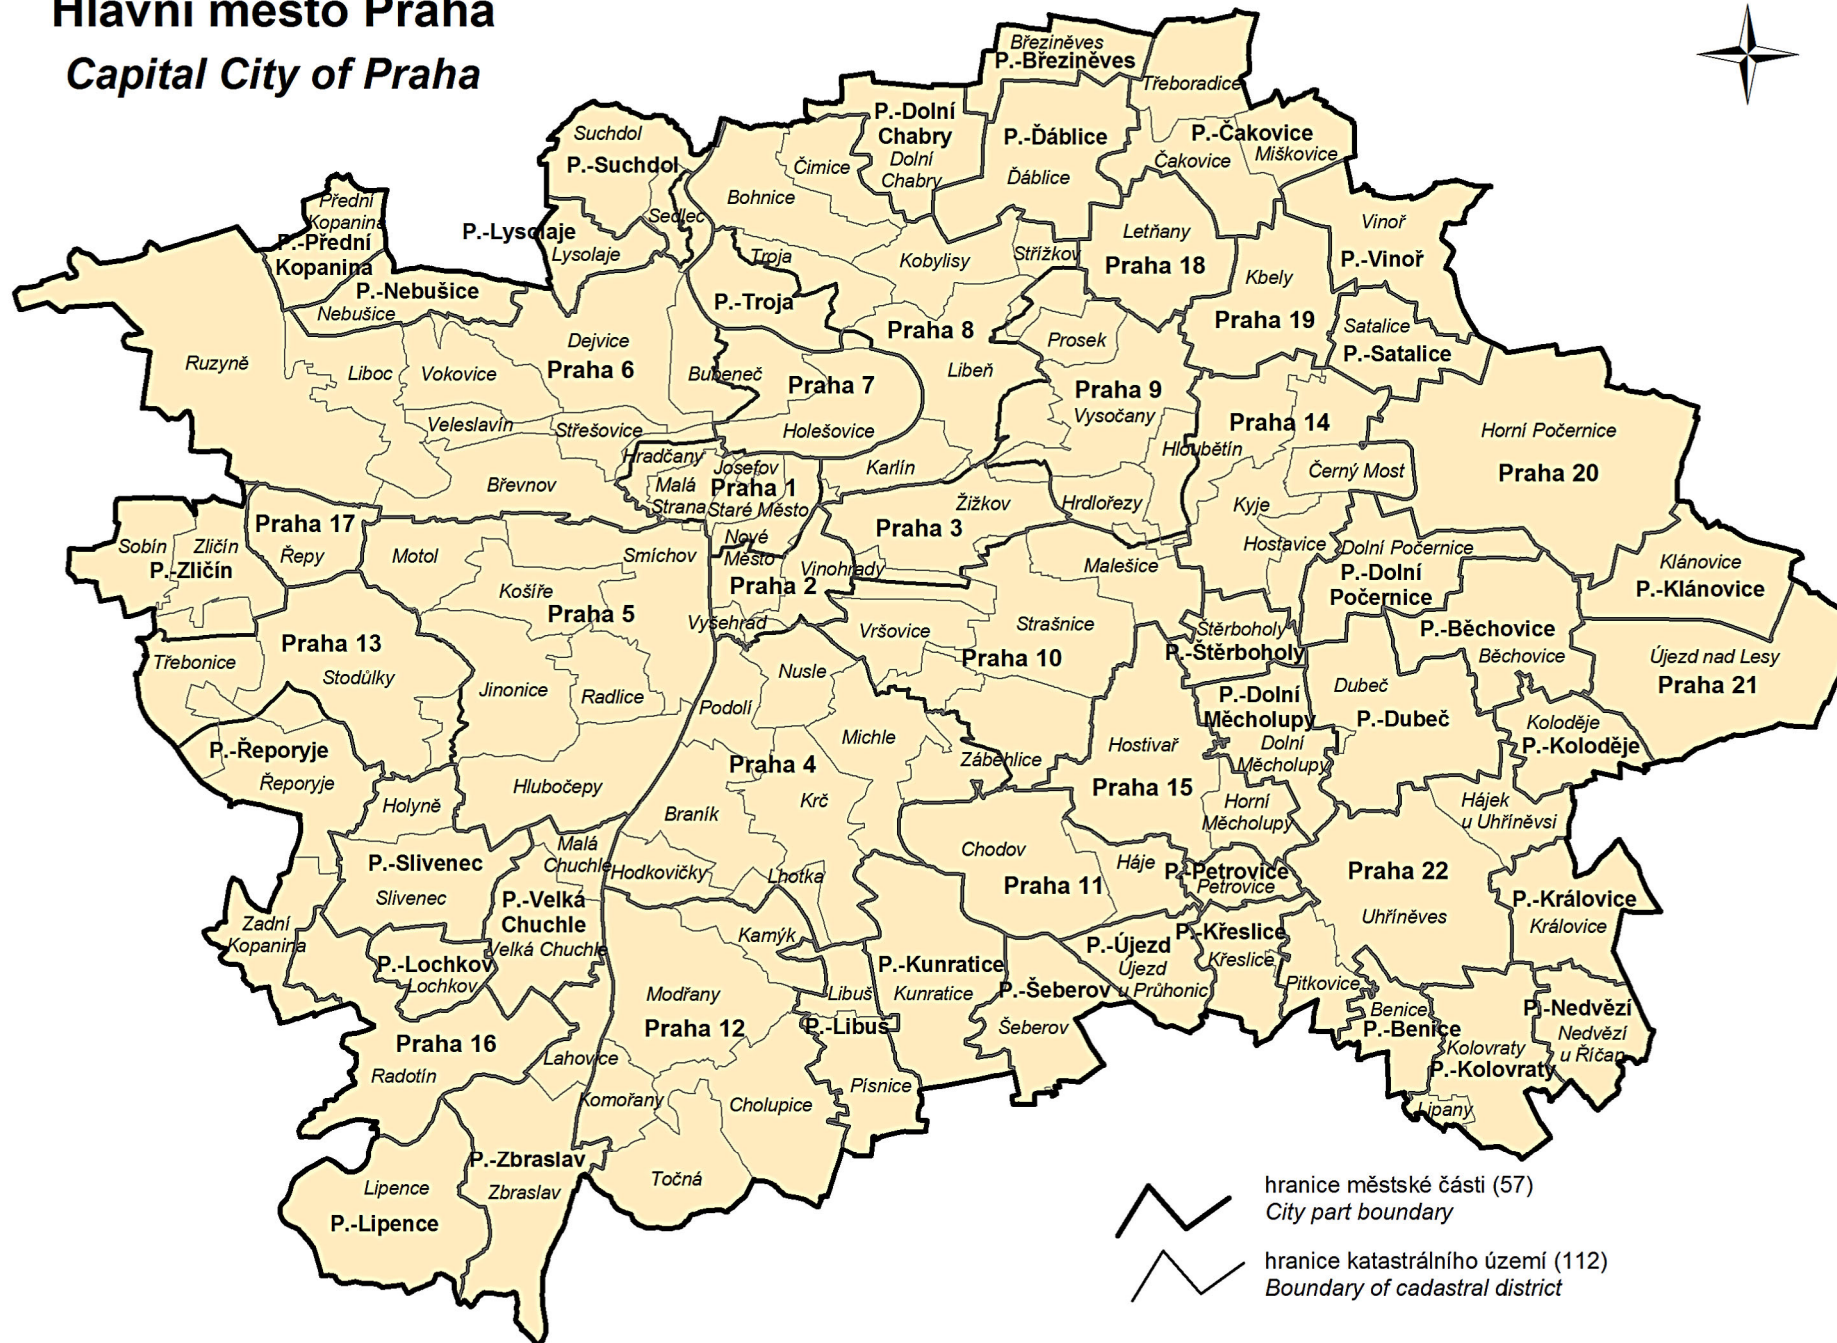 Hlavní město Praha
Capital City of Praha
Březiněves
P.-Březiněves
Třeboradice
P.-Dolní
Chabry
Dolní
Chabry
P.-Ďáblice
Ďáblice
P.-Čakovice
Čakovice
Miškovice
Suchdol
P.-Suchdol
Sedlec
Čimice
Bohnice
Přední
Kopanina
P.-Přední
Kopanina
P.-Lysolaje
Lysolaje
Troja
P.-Troja
Kobylisy
Střížkov
Letňany
Praha 18
Kbely
Praha 19
Vinoř
P.-Vinoř
P.-Nebušice
Nebušice
Ruzyně
Liboc
Vokovice
Dejvice
Praha 6
Bubeneč
Praha 7
Holešovice
Praha 8
Libeň
Prosek
Praha 9
Vysočany
Satalice
P.-Satalice
Veleslavín
Střešovice
Břevnov
Hradčany
Malá
Strana
Josefov
Praha 1
Staré Město
Nové
Město
Karlín
Žižkov
Praha 3
Hrdlořezy
Hloubětín
Praha 14
Černý Most
Kyje
Hostavice
Horní Počernice
Praha 20
Praha 17
Řepy
Sobín
Zličín
P.-Zličín
Motol
Košíře
Smíchov
Praha 5
Praha 2
Vinohrady
Vyšehrad
Malešice
Dolní Počernice
P.-Dolní
Počernice
Klánovice
P.-Klánovice
Praha 13
Stodůlky
Třebonice
Jinonice
Radlice
Vršovice
Strašnice
Praha 10
Štěrboholy
P.-Štěrboholy
P.-Běchovice
Běchovice
Újezd nad Lesy
Praha 21
Nusle
Podolí
Michle
Praha 4
Záběhlice
Hostivař
Praha 15
P.-Dolní
Měcholupy
Dolní
Měcholupy
Dubeč
P.-Dubeč
Koloděje
P.-Koloděje
P.-Řeporyje
Řeporyje
Holyně
Hlubočepy
Braník
Krč
Horní
Měcholupy
Hájek
u Uhříněvsi
P.-Slivenec
Slivenec
Malá
Chuchle
P.-Velká
Chuchle
Velká Chuchle
Hodkovičky
Lhotka
Chodov
Praha 11
Háje
P.-Petrovice
Petrovice
Praha 22
Uhříněves
P.-Královice
Královice
Zadní
Kopanina
P.-Lochkov
Lochkov
Kamýk
Modřany
Praha 12
Libuš
P.-Libuš
P.-Kunratice
Kunratice
P.-Šeberov
Šeberov
P.-Újezd
Újezd
u Průhonic
P.-Křeslice
Křeslice
Pitkovice
Benice
P.-Benice
P.-Nedvězí
Nedvězí
u Říčan
Kolovraty
P.-Kolovraty
Lipany
Praha 16
Radotín
Lahovice
Komořany
Cholupice
Písnice
Točná
P.-Zbraslav
Zbraslav
Lipence
P.-Lipence
hranice městské části (57)
City part boundary
hranice katastrálního území (112)
Boundary of cadastral district